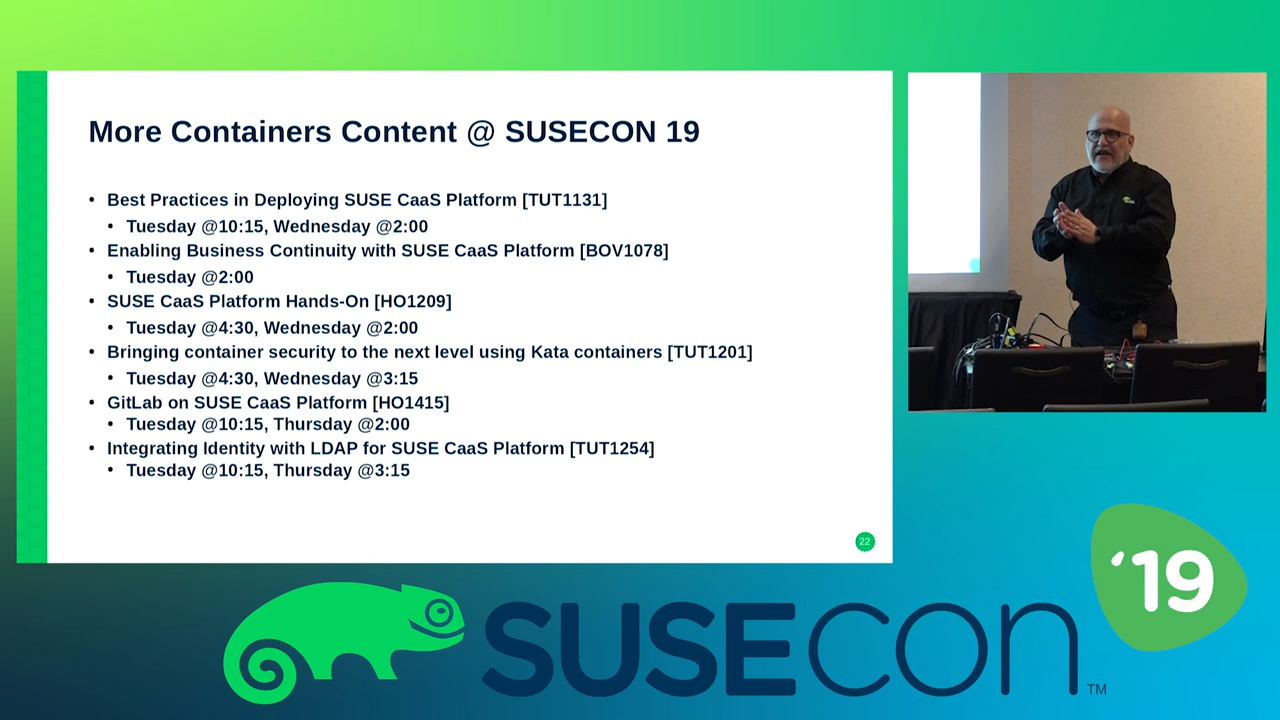 More Containers Content @ SUSECON 19
• Best Practices in Deploying SUSE CaaS Platform [TUT1131]
• Tuesday @10:15, Wednesday @2:00
• Enabling Business Continuity with SUSE CaaS Platform [BOV1078]
• Tuesday @2:00
• SUSE CaaS Platform Hands-On [HO1209]
• Tuesday @4:30, Wednesday @2:00
• Bringing container security to the next level using Kata containers [TUT1201]
• Tuesday @4:30, Wednesday @3:15
• GitLab on SUSE CaaS Platform [HO1415]
• Tuesday @10:15, Thursday @2:00
• Integrating Identity with LDAP for SUSE CaaS Platform [TUT1254]
• Tuesday @10:15, Thursday @3:15
22
‘19
SUSECON™